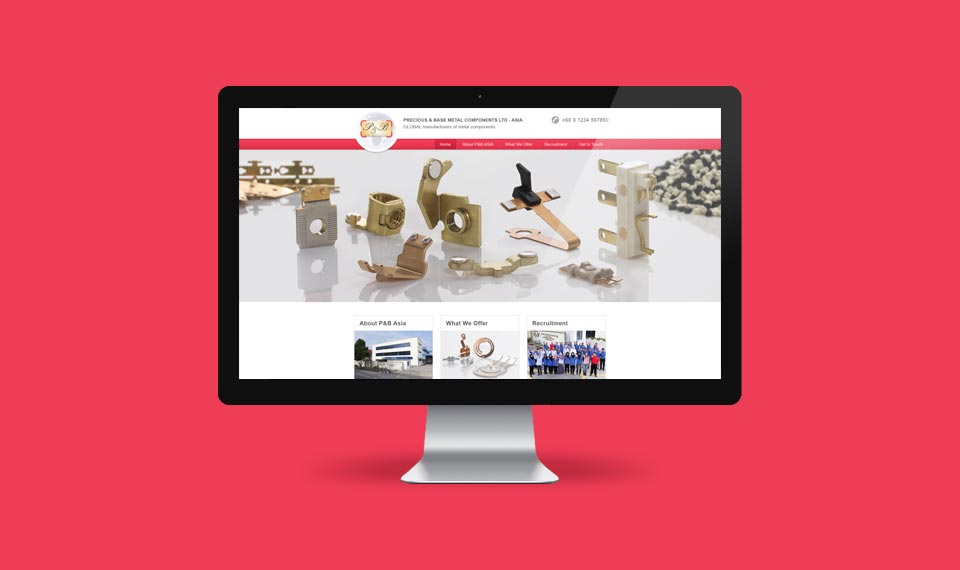 P&B
PRECIOUS & BASE METAL COMPONENTS LTD - ASIA
GLOBAL manufacturers of metal components
+60 0 1234 567890
Home About P&B ASIA What We Offer Recruitment Get In Touch
About P&B Asia What We Offer Recruitment